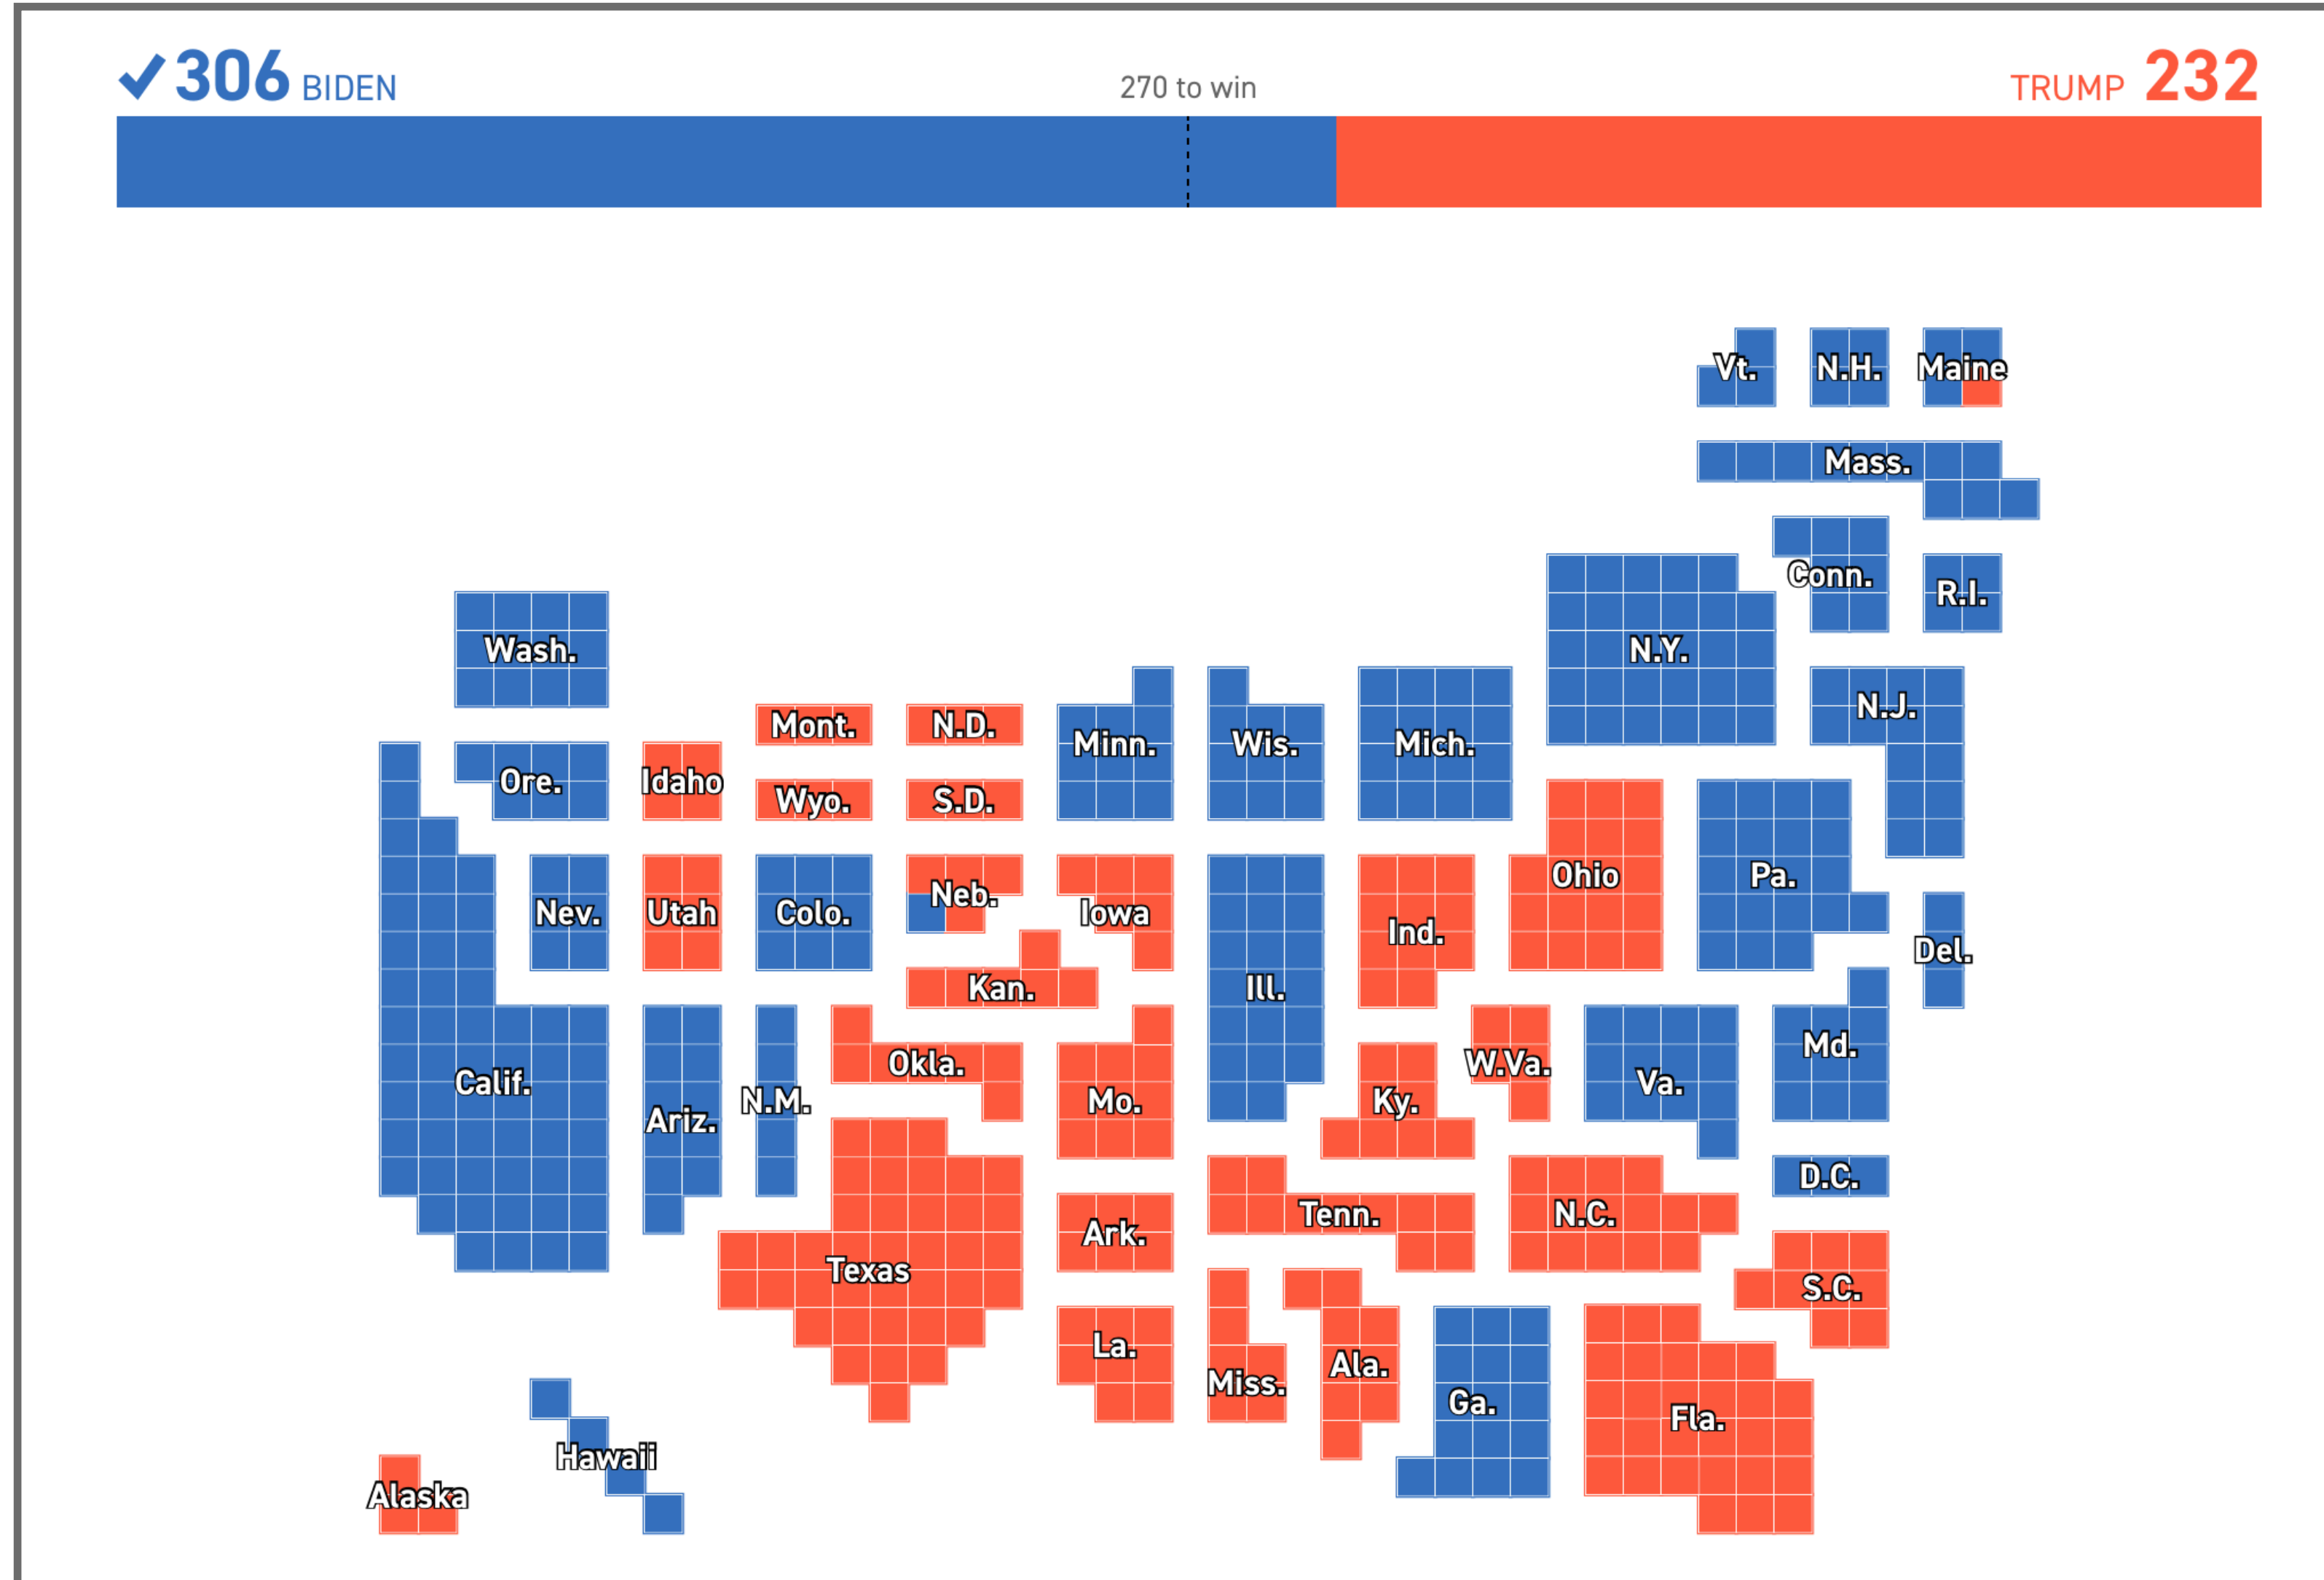 306 BIDEN
270 to win
TRUMP 232
Vt. N.H. Maine
Mass.
Conn. R.I.
Wash. N.Y.
N.J.
Mont. N.D. Minn. Wis. Mich.
Ore. Idaho Wyo. S.D.
Ohio Pa.
Nev. Utah Colo. Neb. Iowa Ind.
Del.
Kan. Ill.
Okla. W.Va. Md.
Calif. Ariz. N.M. Mo. Ky. Va.
D.C.
Ark. Tenn. N.C.
Texas S.C.
La. Miss. Ala. Ga. Fla.
Hawaii
Alaska